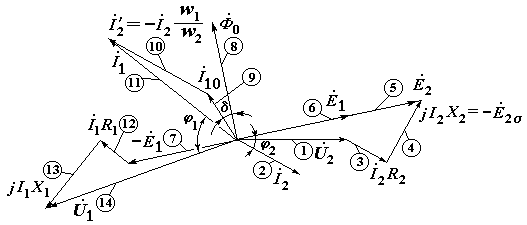 İ₂′ = −İ₂ w₁/w₂
Φ̇₀
⑩ ⑧
İ₁ İ₁₀ ⑨
⑪
Ė₂
⑤
δ Ė₁
⑥
jI₂X₂ = −Ė₂σ
İ₁R₁ ⑫ φ₁
−Ė₁ ⑦
φ₂
① U̇₂ ③ ④
⑬ ② İ₂ İ₂R₂
jI₁X₁
U̇₁ ⑭